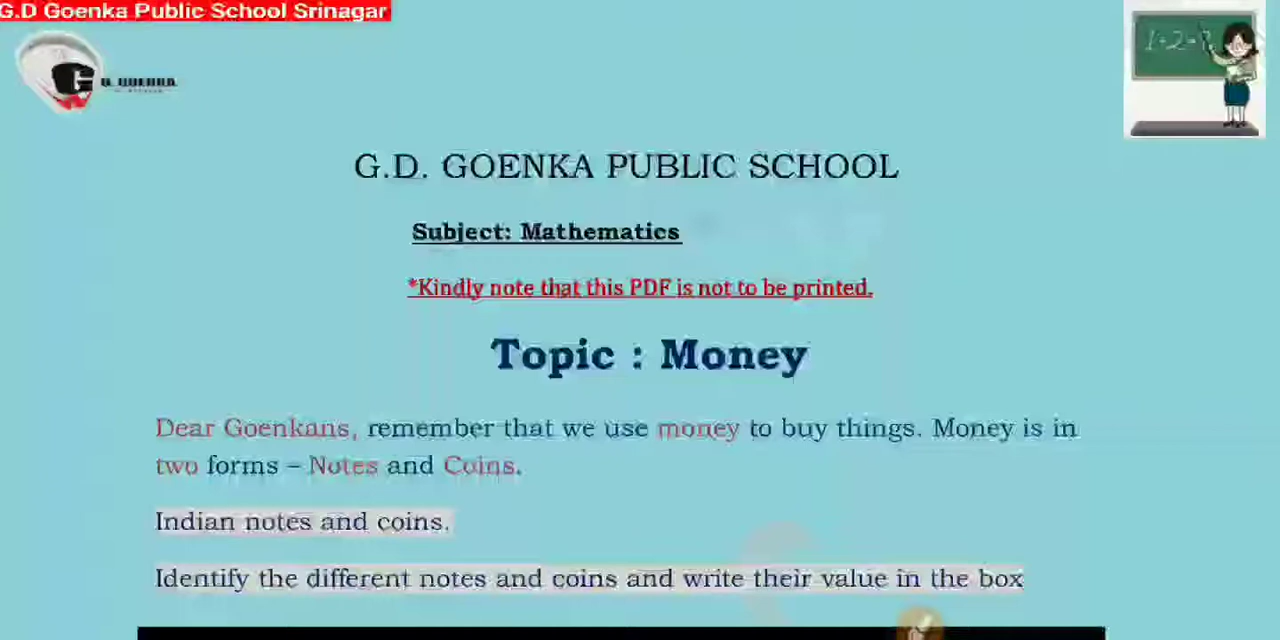 G.D Goenka Public School Srinagar
G.D. GOENKA PUBLIC SCHOOL
Subject: Mathematics
*Kindly note that this PDF is not to be printed.
Topic : Money
Dear Goenkans, remember that we use money to buy things. Money is in
two forms – Notes and Coins.
Indian notes and coins.
Identify the different notes and coins and write their value in the box